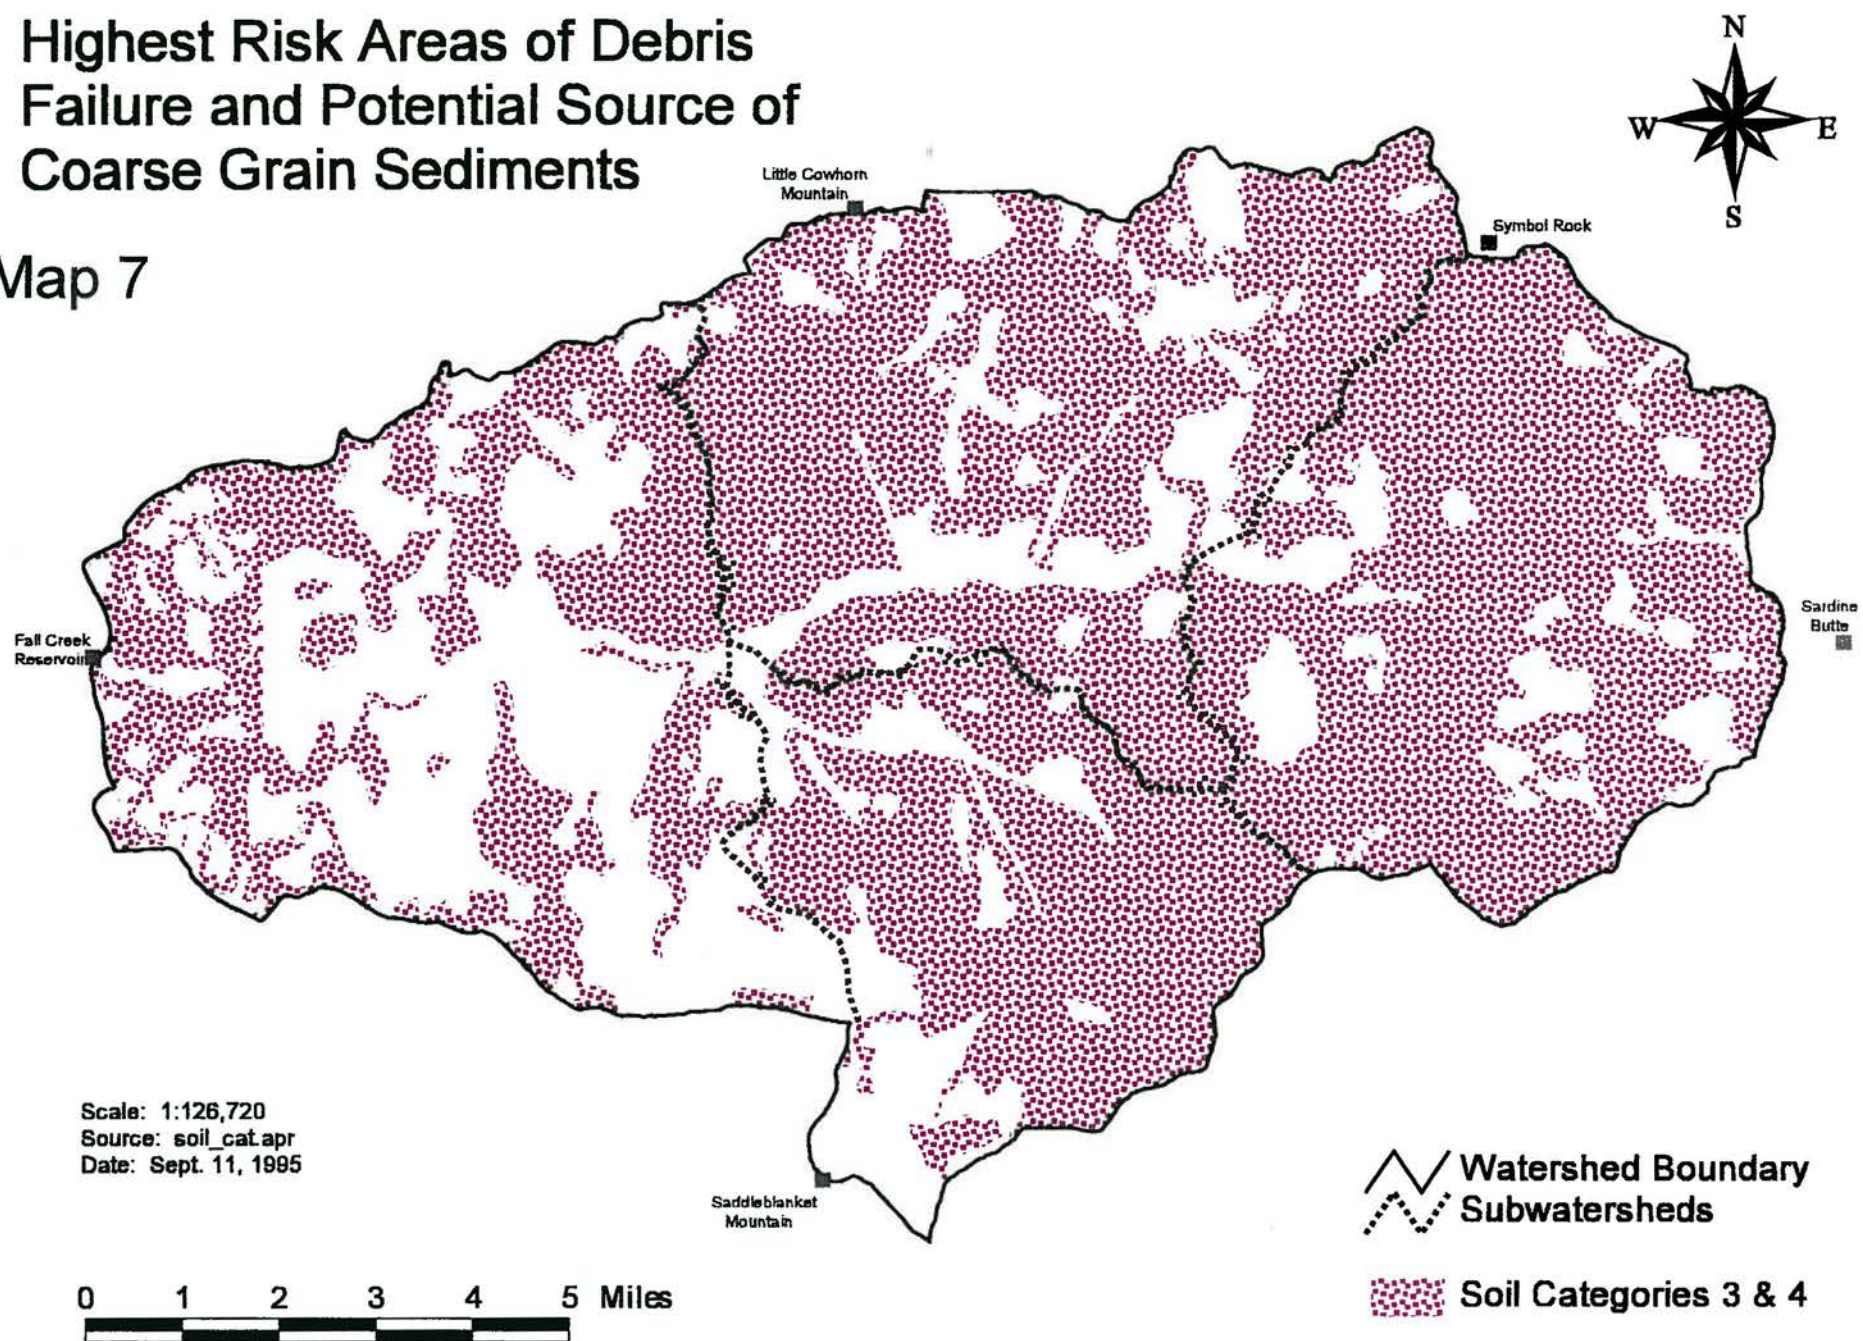 Highest Risk Areas of Debris
Failure and Potential Source of
Coarse Grain Sediments
Map 7
N
W
E
S
Little Cowhorn
Mountain
Symbol Rock
Sardine
Butte
Fall Creek
Reservoir
Saddleblanket
Mountain
Scale: 1:126,720
Source: soil_cat.apr
Date: Sept. 11, 1995
Watershed Boundary
Subwatersheds
Soil Categories 3 & 4
0 1 2 3 4 5 Miles